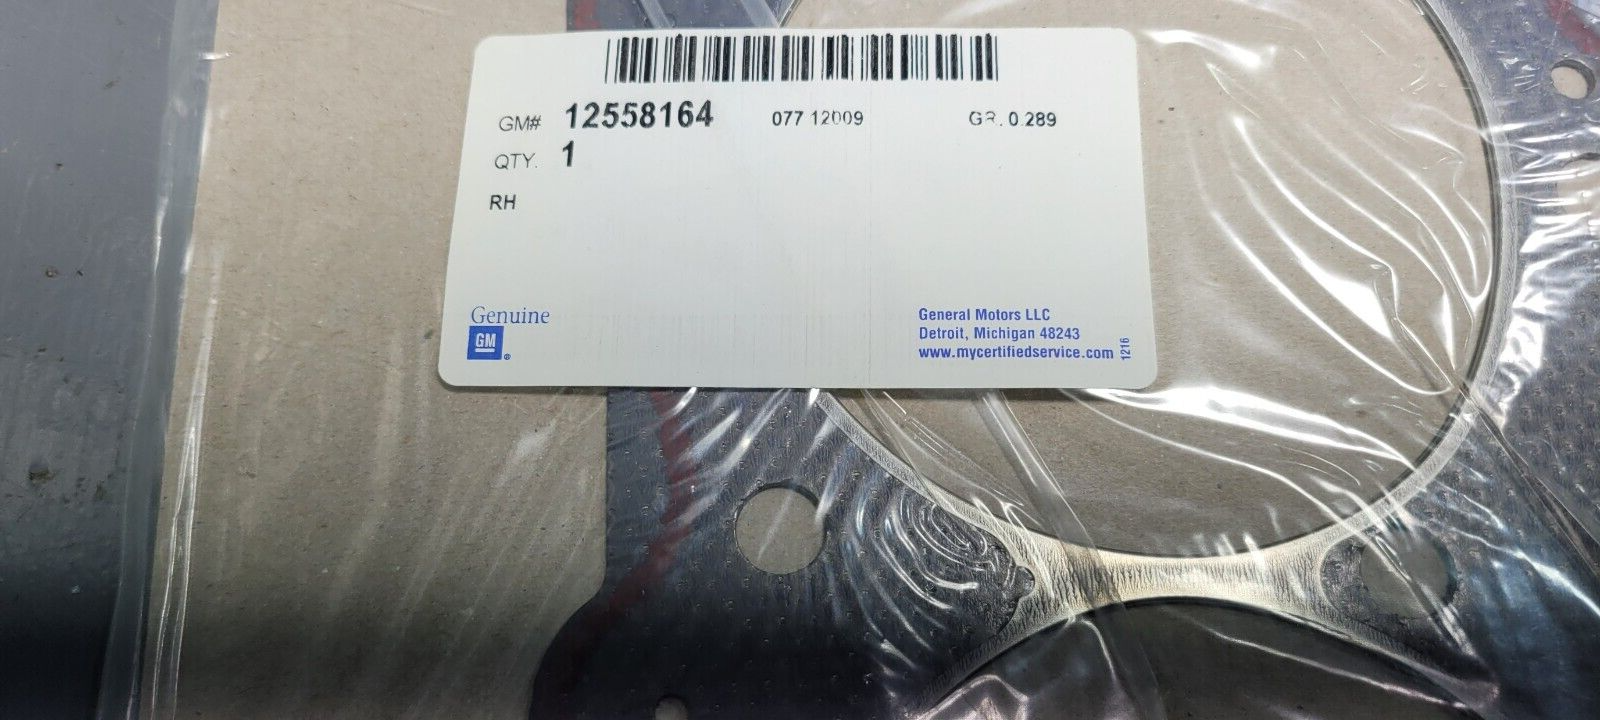 GM# 12558164 077 12009 GR. 0.289
QTY. 1
RH
Genuine
GM
General Motors LLC
Detroit, Michigan 48243
www.mycertifiedservice.com
1216